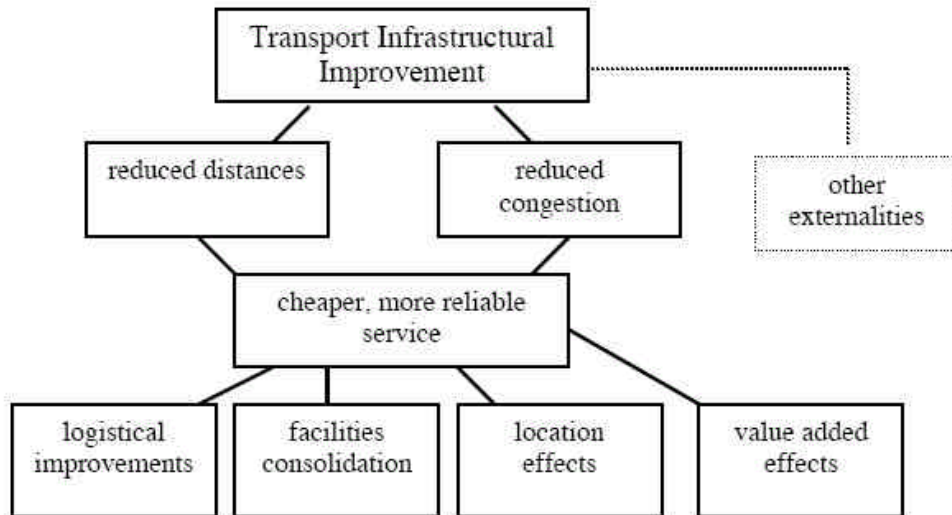 Transport Infrastructural
Improvement
reduced distances
reduced
congestion
other
externalities
cheaper, more reliable
service
logistical
improvements
facilities
consolidation
location
effects
value added
effects